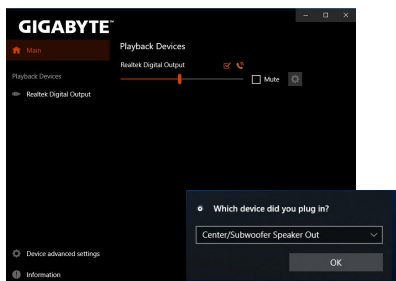 GIGABYTE™
Main
Playback Devices
Realtek Digital Output
Playback Devices
Realtek Digital Output
Mute
Which device did you plug in?
Center/Subwoofer Speaker Out
OK
Device advanced settings
Information